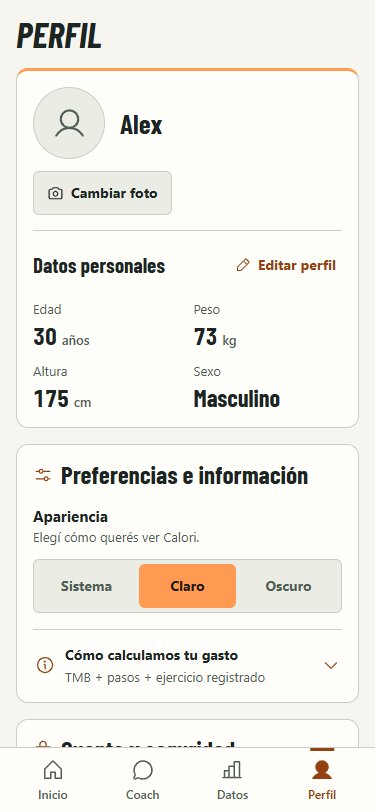 PERFIL
Alex
Cambiar foto
Datos personales
Editar perfil
Edad
Peso
30 años
73 kg
Altura
Sexo
175 cm
Masculino
Preferencias e información
Apariencia
Elegí cómo querés ver Calori.
Sistema
Claro
Oscuro
Cómo calculamos tu gasto
TMB + pasos + ejercicio registrado
Cuenta y seguridad
Inicio
Coach
Datos
Perfil